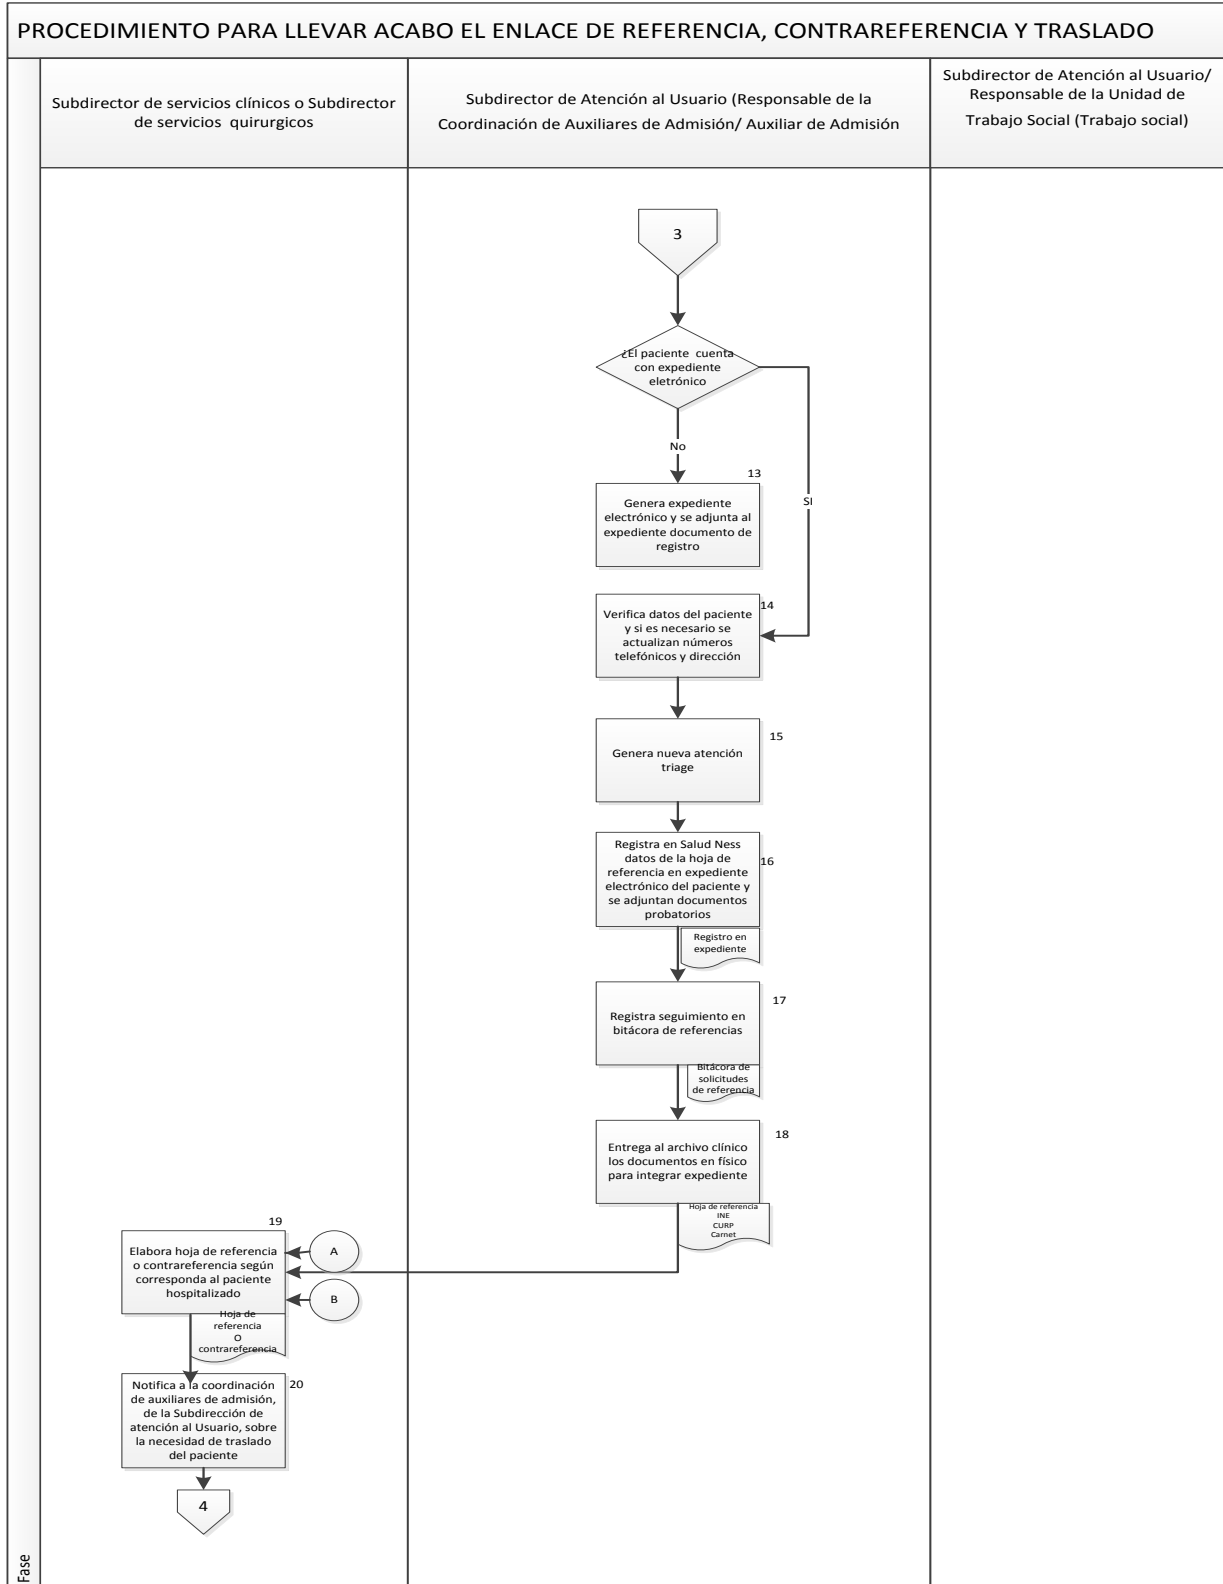 PROCEDIMIENTO PARA LLEVAR ACABO EL ENLACE DE REFERENCIA, CONTRAREFERENCIA Y TRASLADO
Subdirector de servicios clínicos o Subdirector
de servicios quirurgicos
Subdirector de Atención al Usuario (Responsable de la
Coordinación de Auxiliares de Admisión/ Auxiliar de Admisión
Subdirector de Atención al Usuario/
Responsable de la Unidad de
Trabajo Social (Trabajo social)
3
¿El paciente cuenta
con expediente
eletrónico
No
SI
13
Genera expediente
electrónico y se adjunta al
expediente documento de
registro
14
Verifica datos del paciente
y si es necesario se
actualizan números
telefónicos y dirección
15
Genera nueva atención
triage
16
Registra en Salud Ness
datos de la hoja de
referencia en expediente
electrónico del paciente y
se adjuntan documentos
probatorios
Registro en
expediente
17
Registra seguimiento en
bitácora de referencias
Bitácora de
solicitudes
de referencia
18
Entrega al archivo clínico
los documentos en físico
para integrar expediente
Hoja de referencia
INE
CURP
Carnet
19
Elabora hoja de referencia
o contrareferencia según
corresponda al paciente
hospitalizado
A
B
Hoja de
referencia
O
contrareferencia
20
Notifica a la coordinación
de auxiliares de admisión,
de la Subdirección de
atención al Usuario, sobre
la necesidad de traslado
del paciente
4
Fase